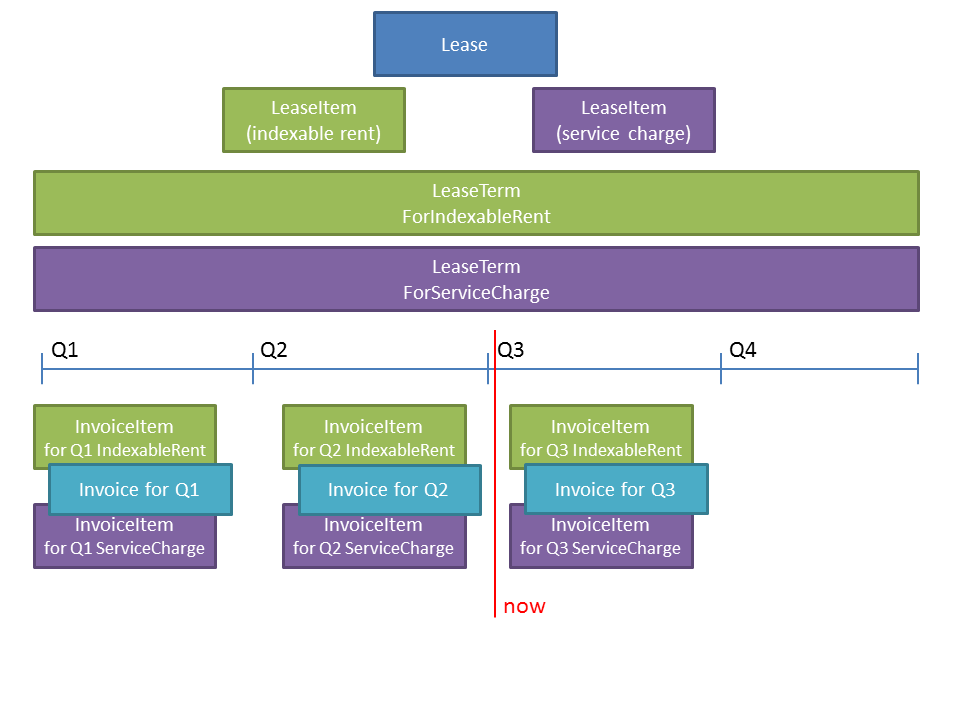 Lease
LeaseItem
(indexable rent)
LeaseItem
(service charge)
LeaseTerm
ForIndexableRent
LeaseTerm
ForServiceCharge
Q1
Q2
Q3
Q4
InvoiceItem
for Q1 IndexableRent
InvoiceItem
for Q2 IndexableRent
InvoiceItem
for Q3 IndexableRent
Invoice for Q1
Invoice for Q2
Invoice for Q3
InvoiceItem
for Q1 ServiceCharge
InvoiceItem
for Q2 ServiceCharge
InvoiceItem
for Q3 ServiceCharge
now